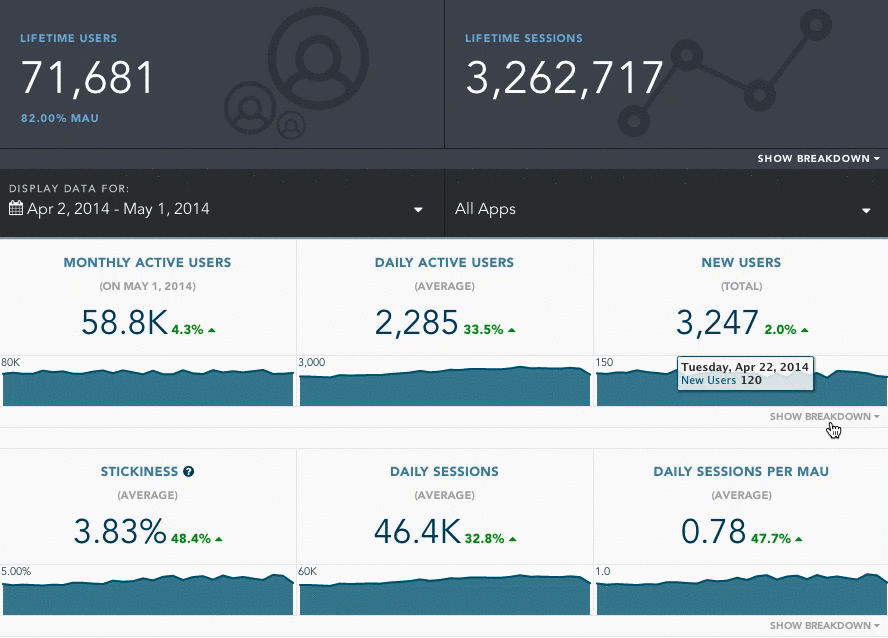 LIFETIME USERS
71,681
82.00% MAU
LIFETIME SESSIONS
3,262,717
SHOW BREAKDOWN
DISPLAY DATA FOR:
Apr 2, 2014 - May 1, 2014
All Apps
MONTHLY ACTIVE USERS
(ON MAY 1, 2014)
58.8K 4.3%
80K
DAILY ACTIVE USERS
(AVERAGE)
2,285 33.5%
3,000
NEW USERS
(TOTAL)
3,247 2.0%
150
Tuesday, Apr 22, 2014
New Users 120
SHOW BREAKDOWN
STICKINESS ?
(AVERAGE)
3.83% 48.4%
5.00%
DAILY SESSIONS
(AVERAGE)
46.4K 32.8%
60K
DAILY SESSIONS PER MAU
(AVERAGE)
0.78 47.7%
1.0
SHOW BREAKDOWN